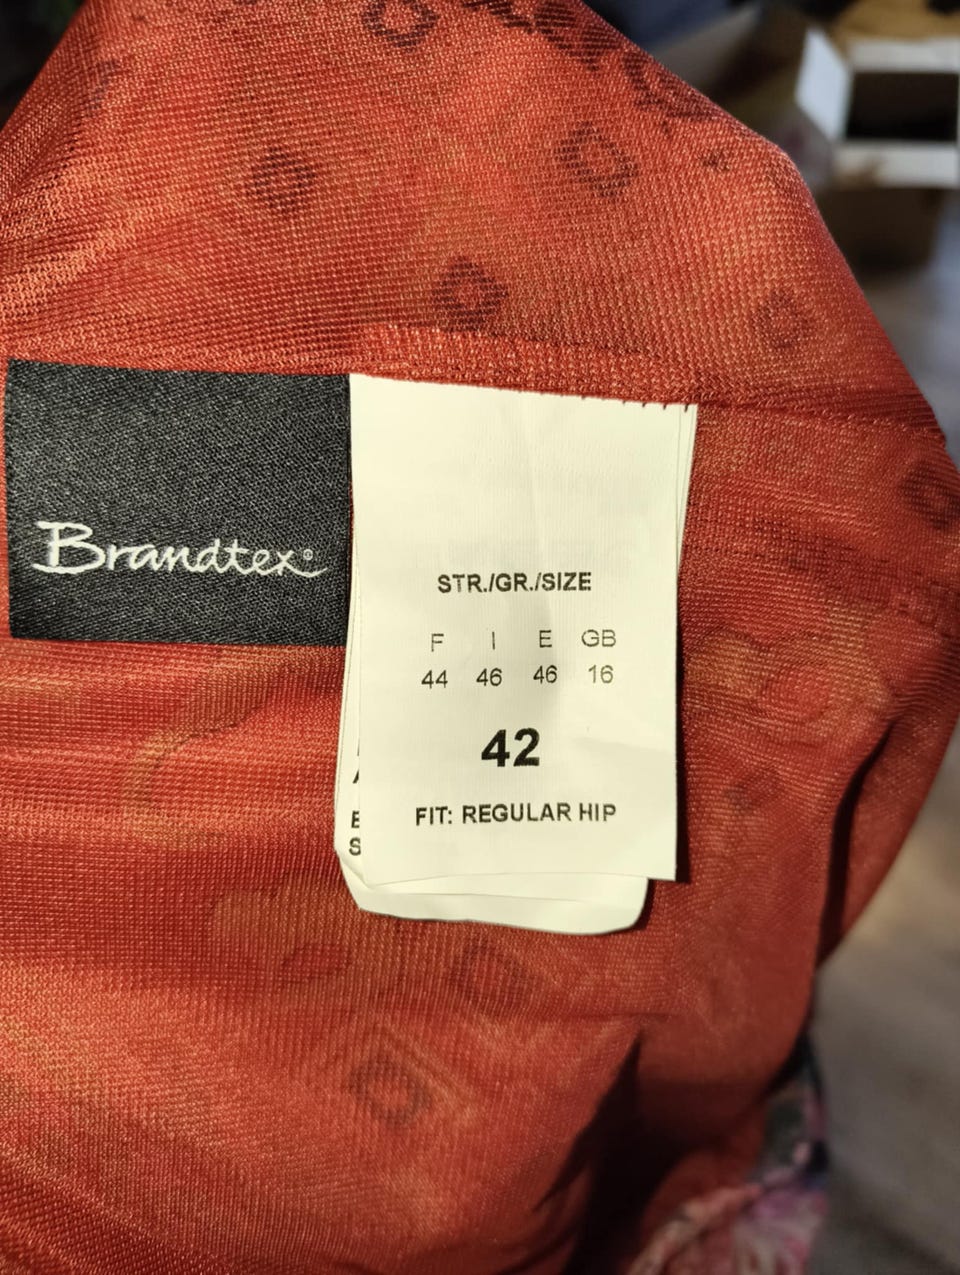 Brandtex®
STR./GR./SIZE
F I E GB
44 46 46 16
42
FIT: REGULAR HIP
E
S